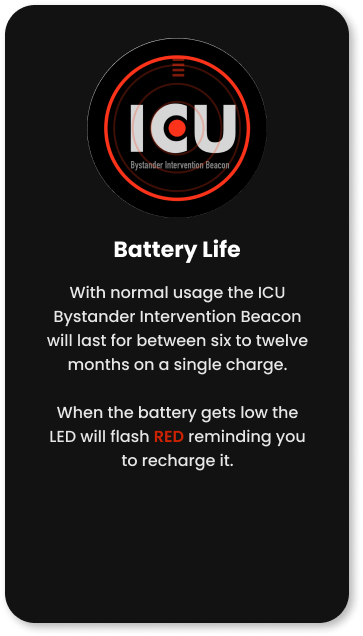 ICU
Bystander Intervention Beacon
Battery Life
With normal usage the ICU
Bystander Intervention Beacon
will last for between six to twelve
months on a single charge.
When the battery gets low the
LED will flash RED reminding you
to recharge it.